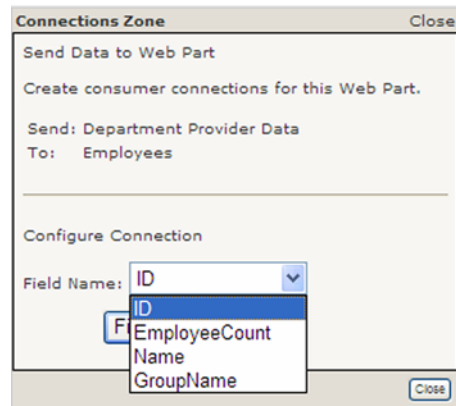 Connections Zone Close
Send Data to Web Part
Create consumer connections for this Web Part.
Send: Department Provider Data
To: Employees
Configure Connection
Field Name: ID
ID
EmployeeCount
Name
GroupName
Close